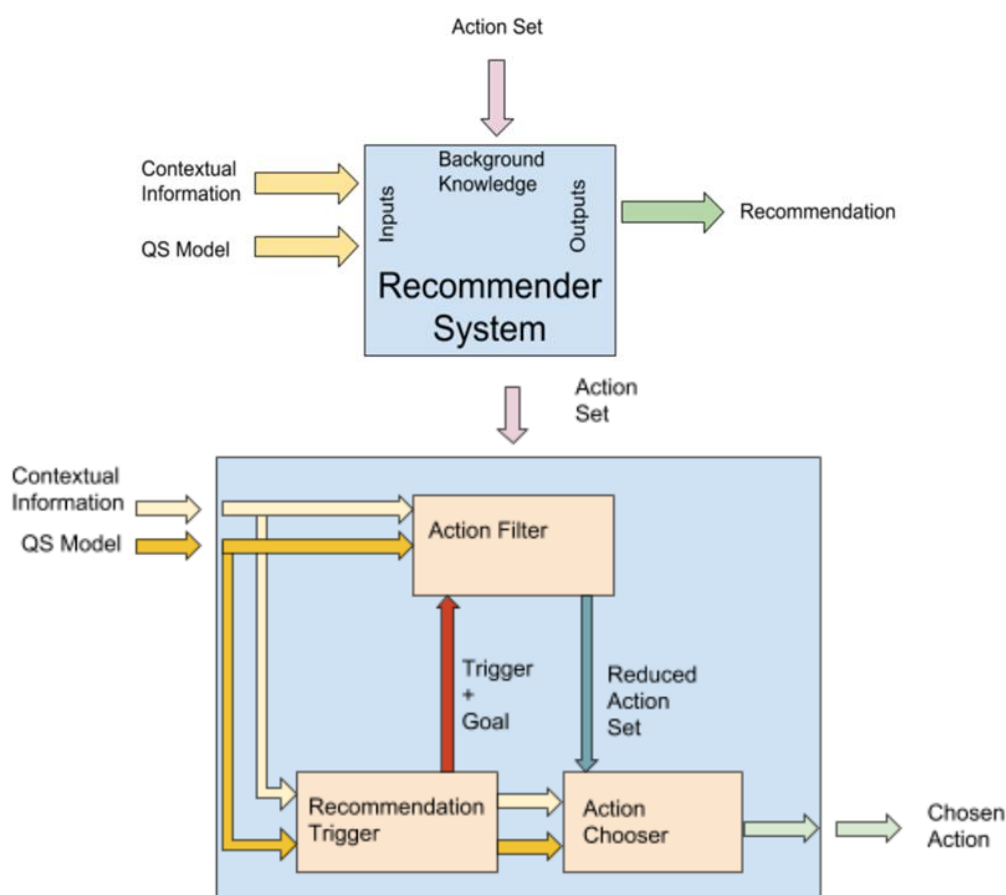 Action Set
Contextual
Information
QS Model
Inputs
Background
Knowledge
Outputs
Recommender
System
Recommendation
Action
Set
Contextual
Information
QS Model
Action Filter
Trigger
+
Goal
Reduced
Action
Set
Recommendation
Trigger
Action
Chooser
Chosen
Action